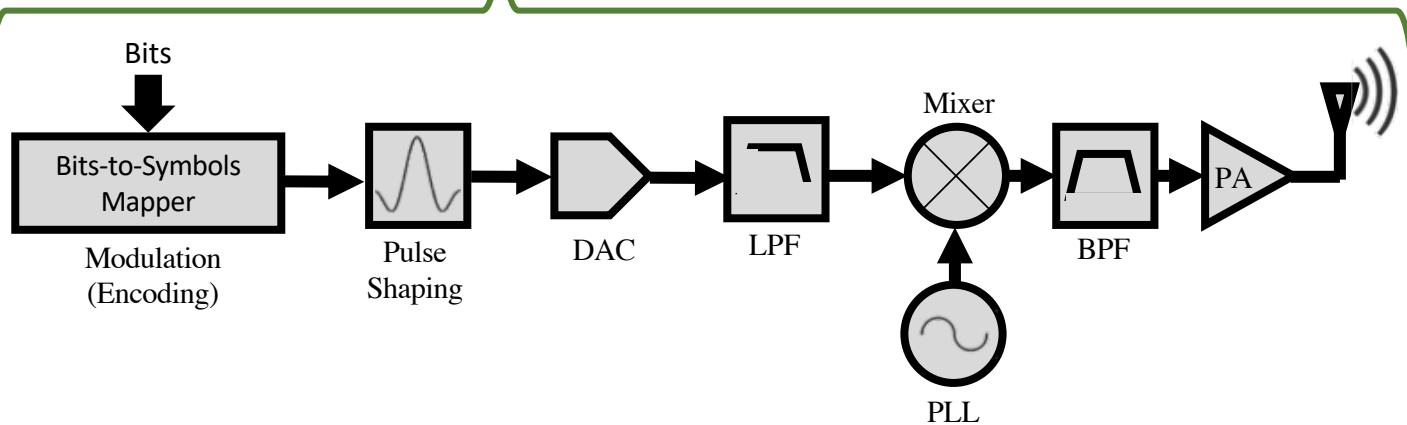 Bits
Bits-to-Symbols
Mapper
Modulation
(Encoding)
Pulse
Shaping
DAC
LPF
Mixer
PLL
BPF
PA